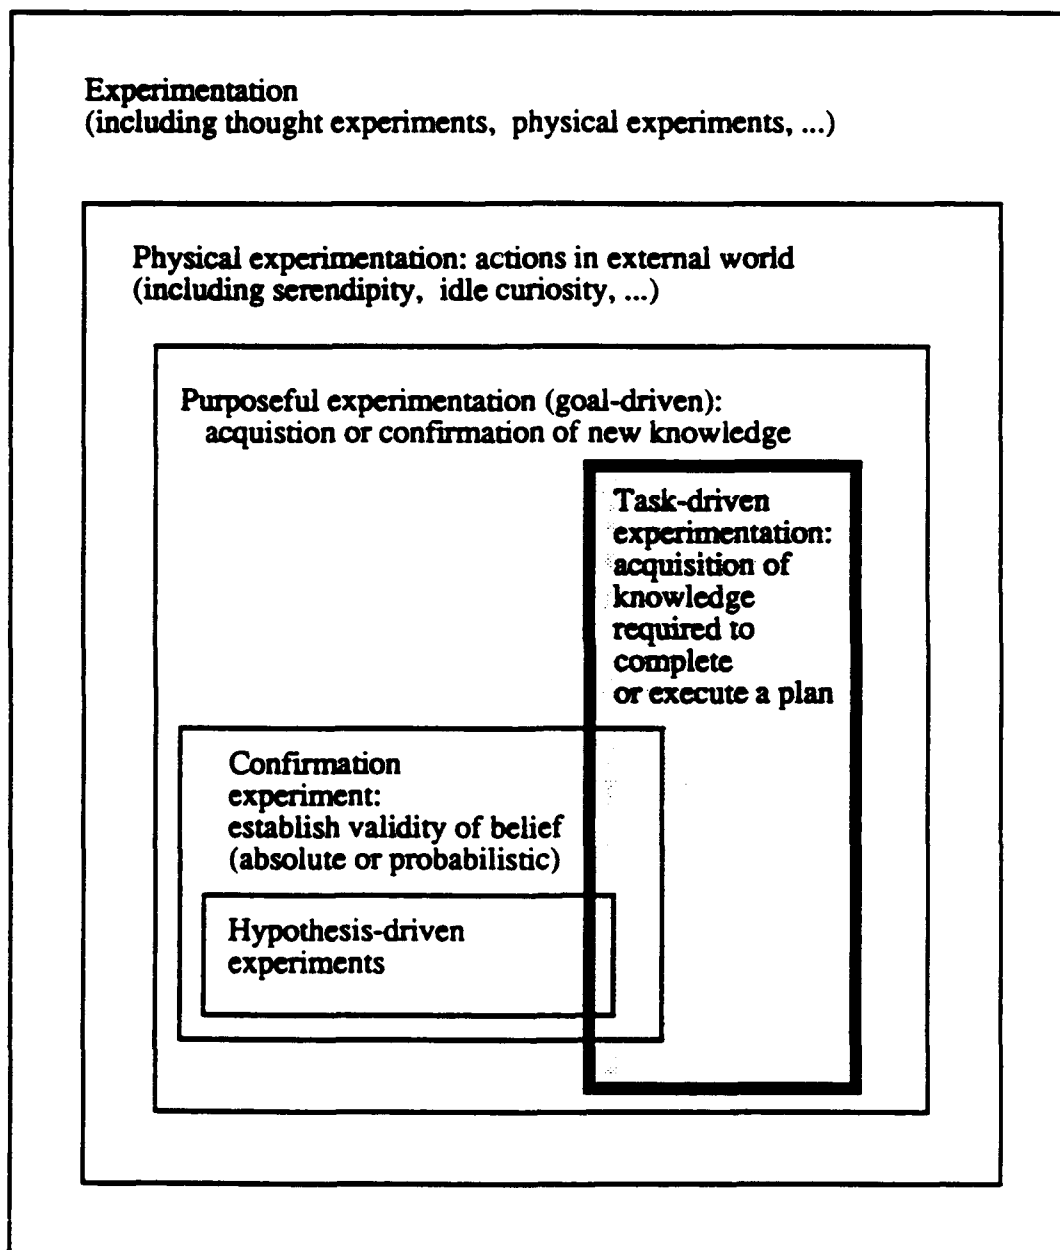 Experimentation
(including thought experiments, physical experiments, ...)
Physical experimentation: actions in external world
(including serendipity, idle curiosity, ...)
Purposeful experimentation (goal-driven):
acquistion or confirmation of new knowledge
Task-driven
experimentation:
acquisition of
knowledge
required to
complete
or execute a plan
Confirmation
experiment:
establish validity of belief
(absolute or probabilistic)
Hypothesis-driven
experiments